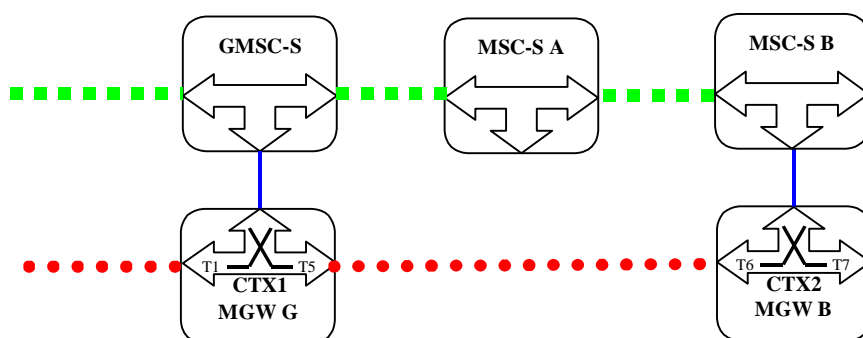 GMSC-S
MSC-S A
MSC-S B
T1 T5
CTX1
MGW G
T6 T7
CTX2
MGW B